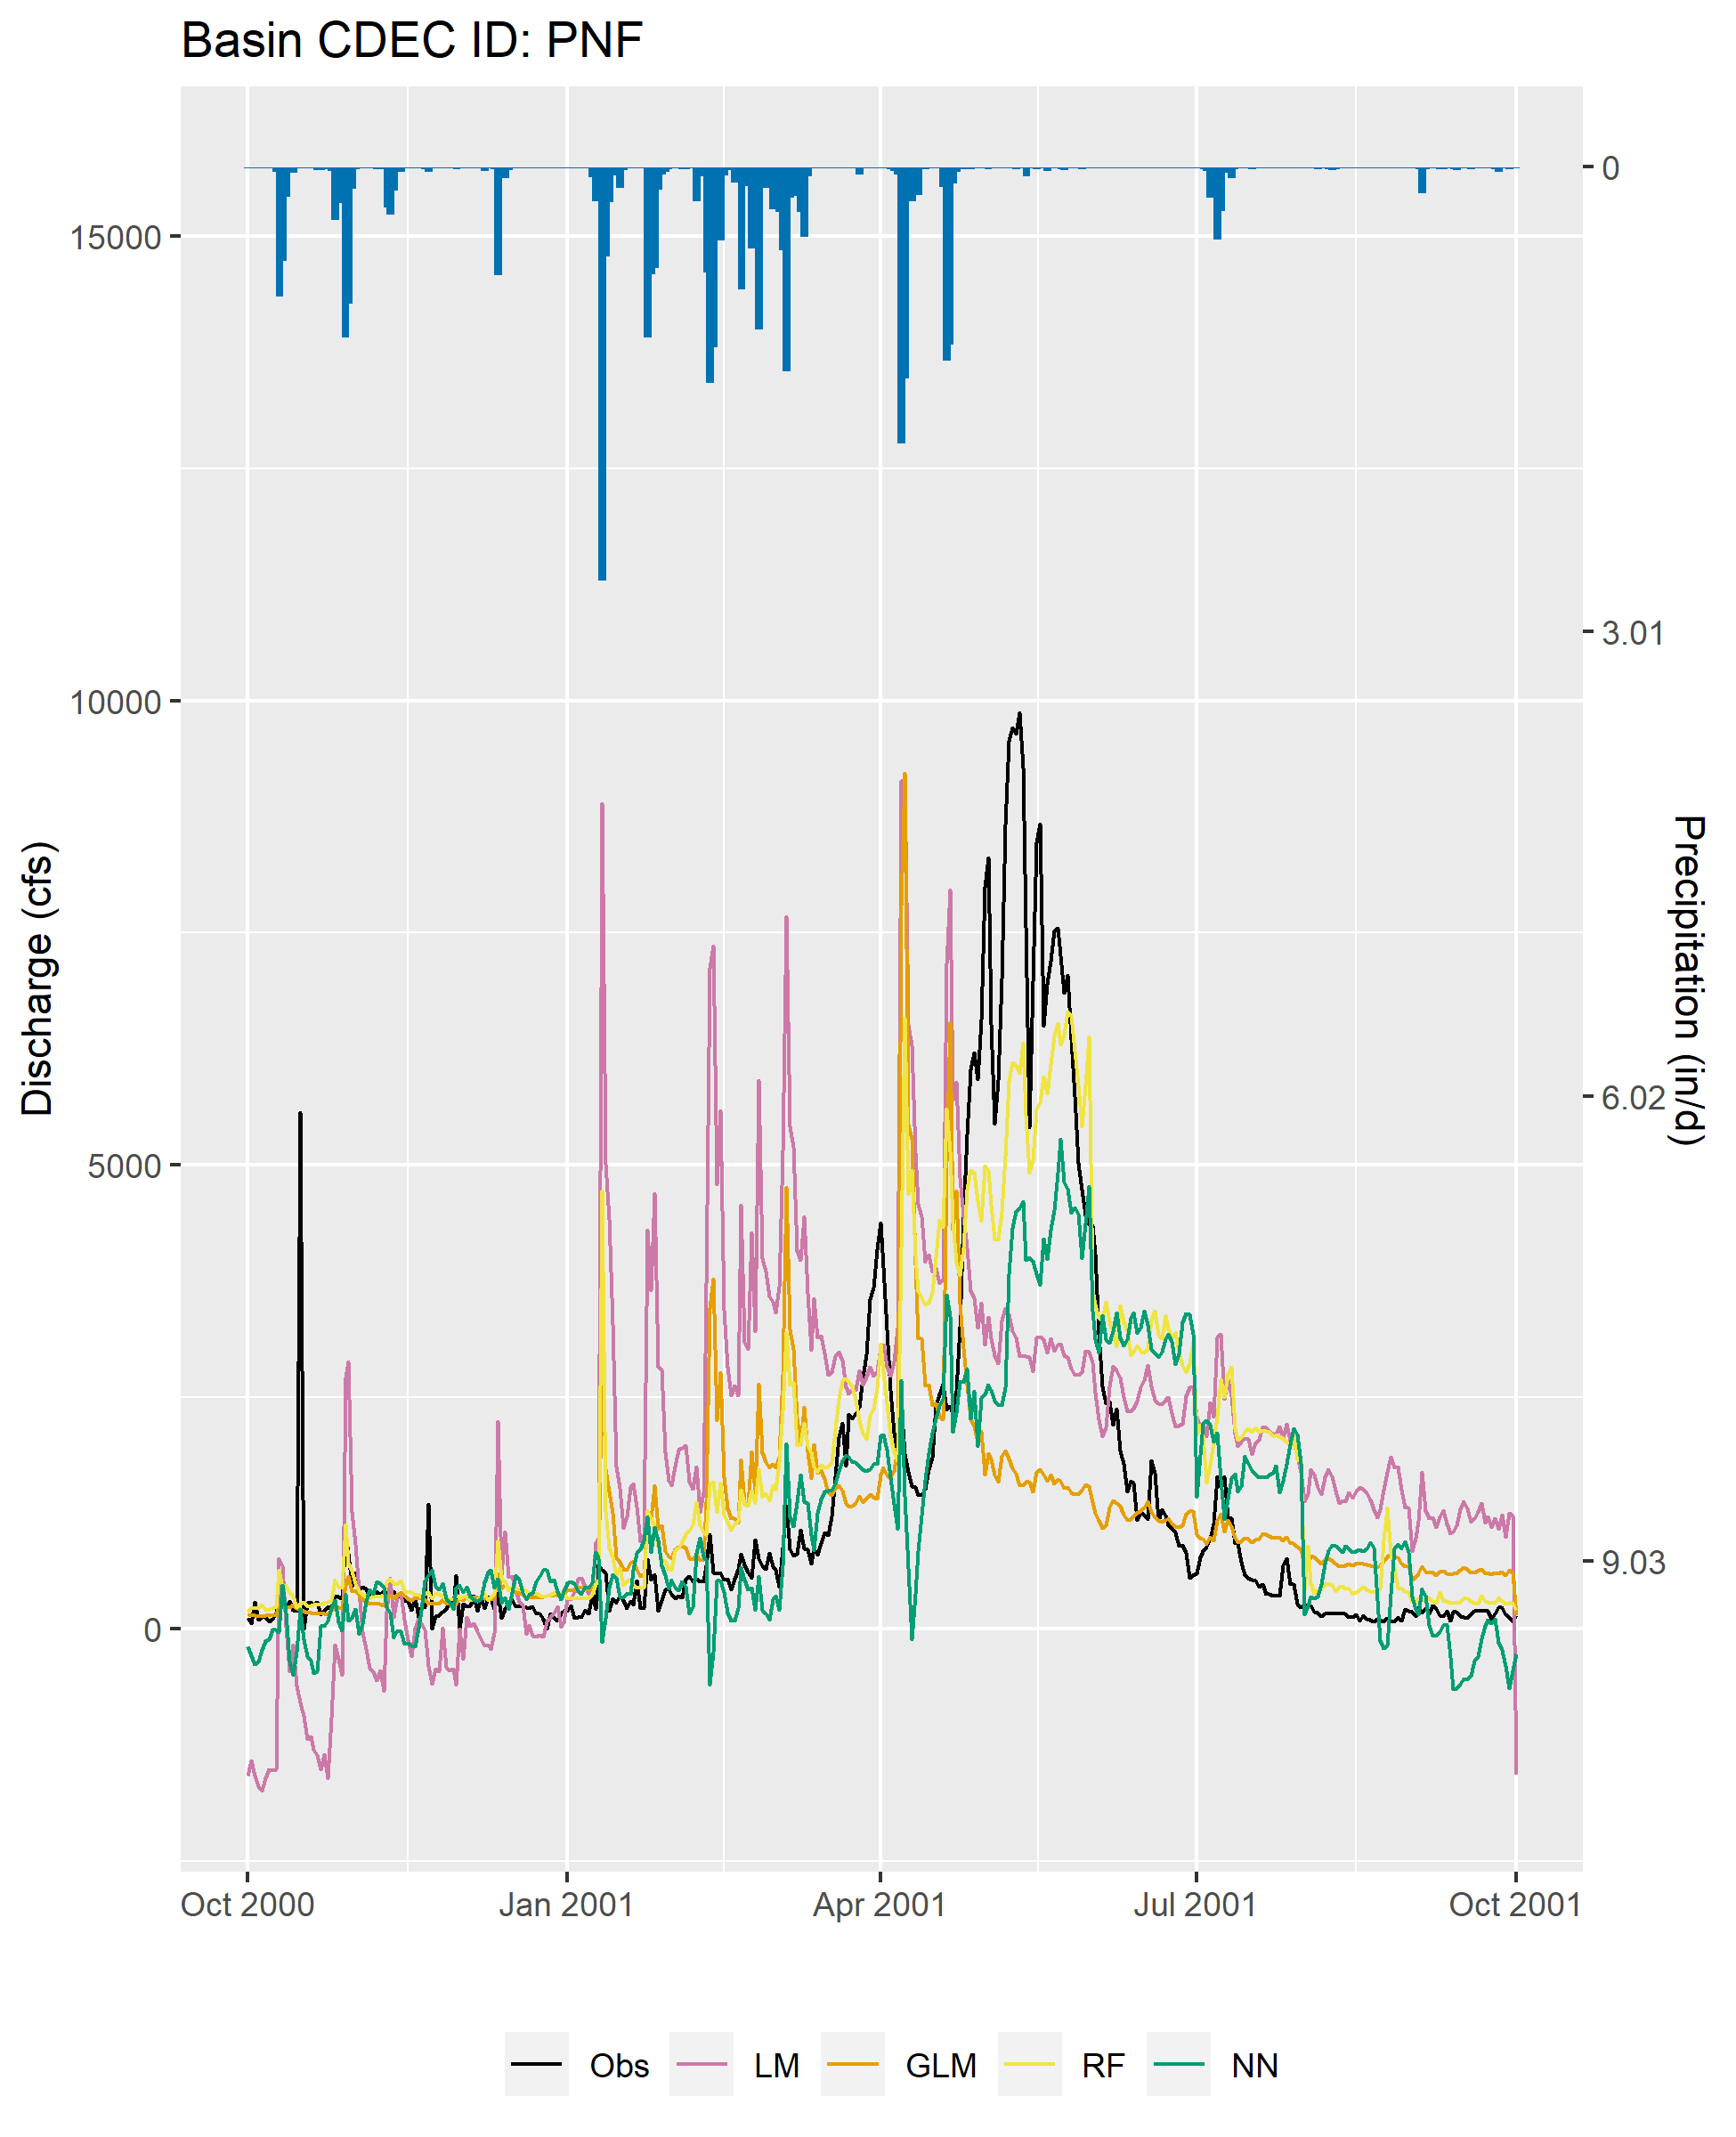 Basin CDEC ID: PNF
0
15000
3.01
10000
Discharge (cfs)
Precipitation (in/d)
6.02
5000
9.03
0
Oct 2000 Jan 2001 Apr 2001 Jul 2001 Oct 2001
Obs LM GLM RF NN